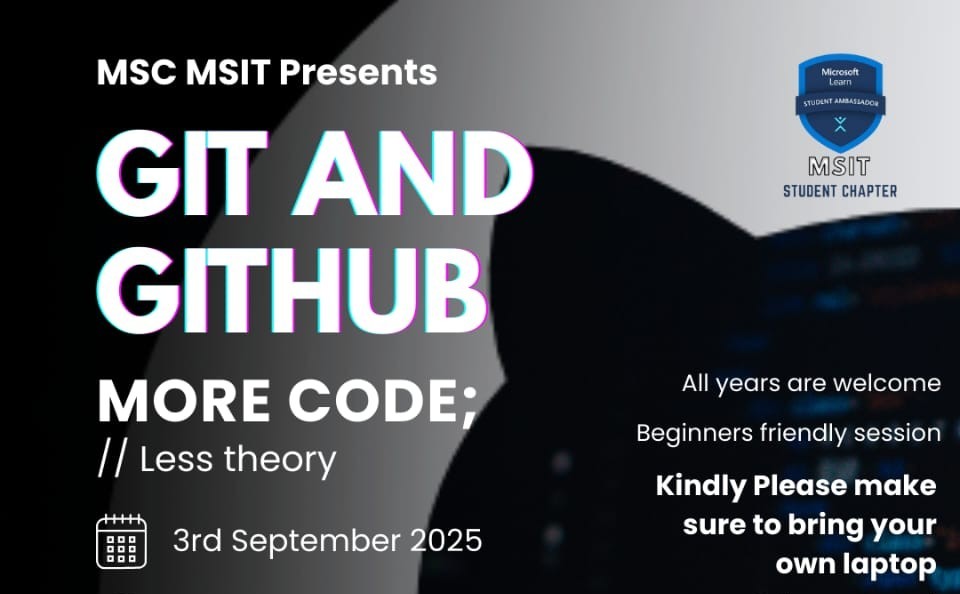 MSC MSIT Presents
GIT AND
GITHUB
MORE CODE;
// Less theory
3rd September 2025
Microsoft
Learn
STUDENT AMBASSADOR
MSIT
STUDENT CHAPTER
All years are welcome
Beginners friendly session
Kindly Please make
sure to bring your
own laptop